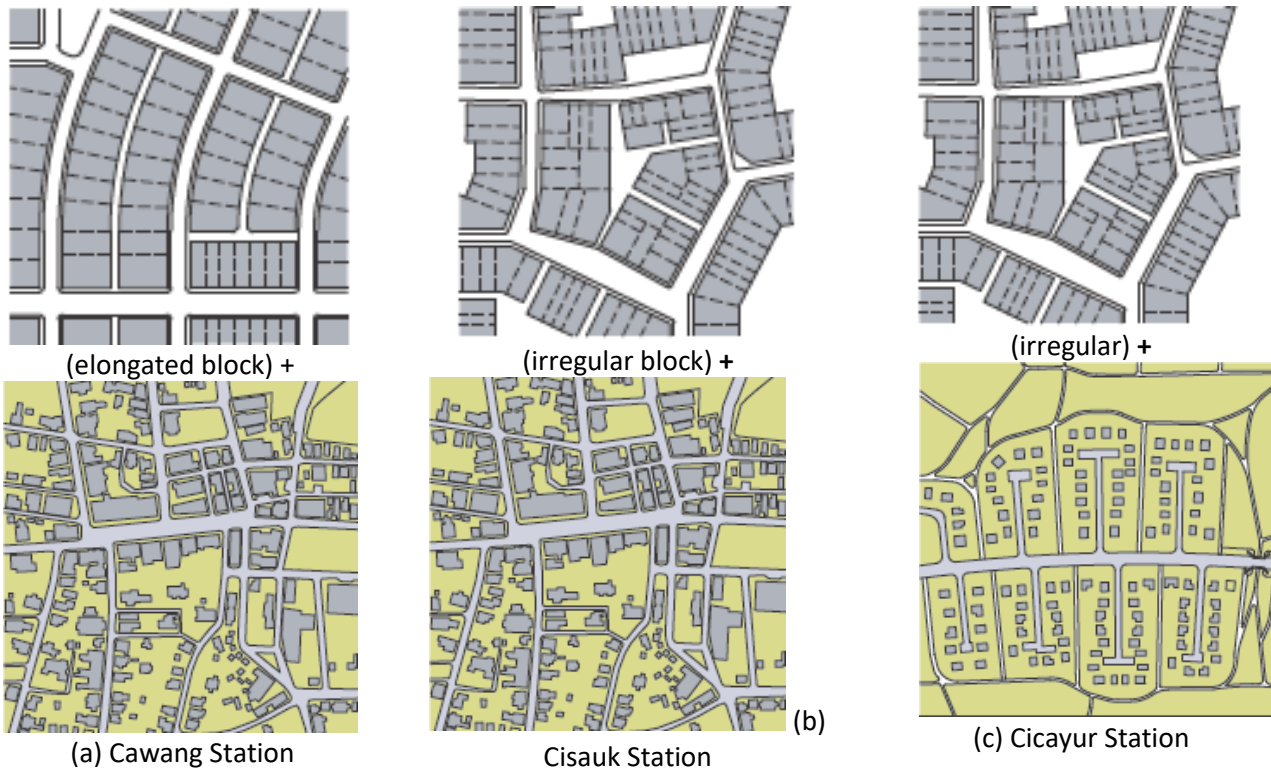 (elongated block) +
(irregular block) +
(irregular) +
(a) Cawang Station
(b)
Cisauk Station
(c) Cicayur Station